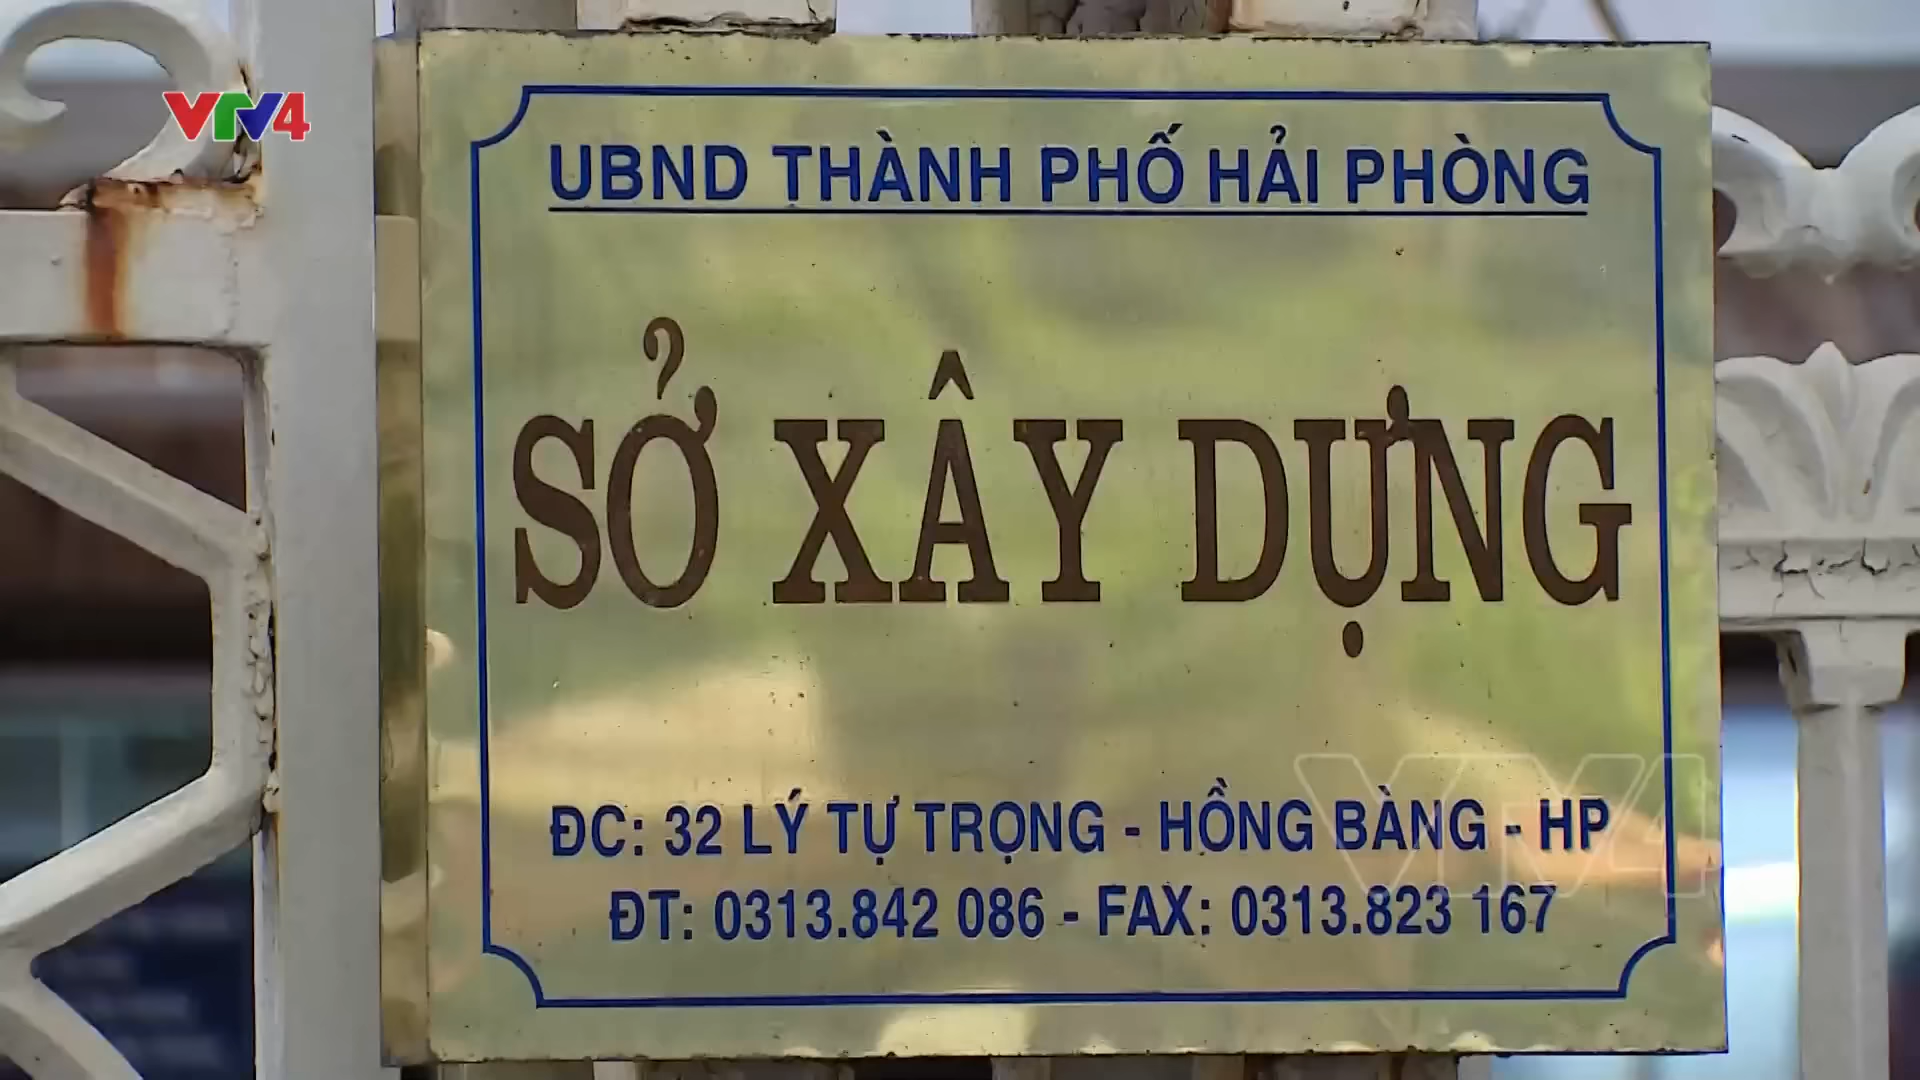 VTV4
UBND THÀNH PHỐ HẢI PHÒNG
SỞ XÂY DỰNG
ĐC: 32 LÝ TỰ TRỌNG - HỒNG BÀNG - HP
ĐT: 0313.842 086 - FAX: 0313.823 167
VTV4